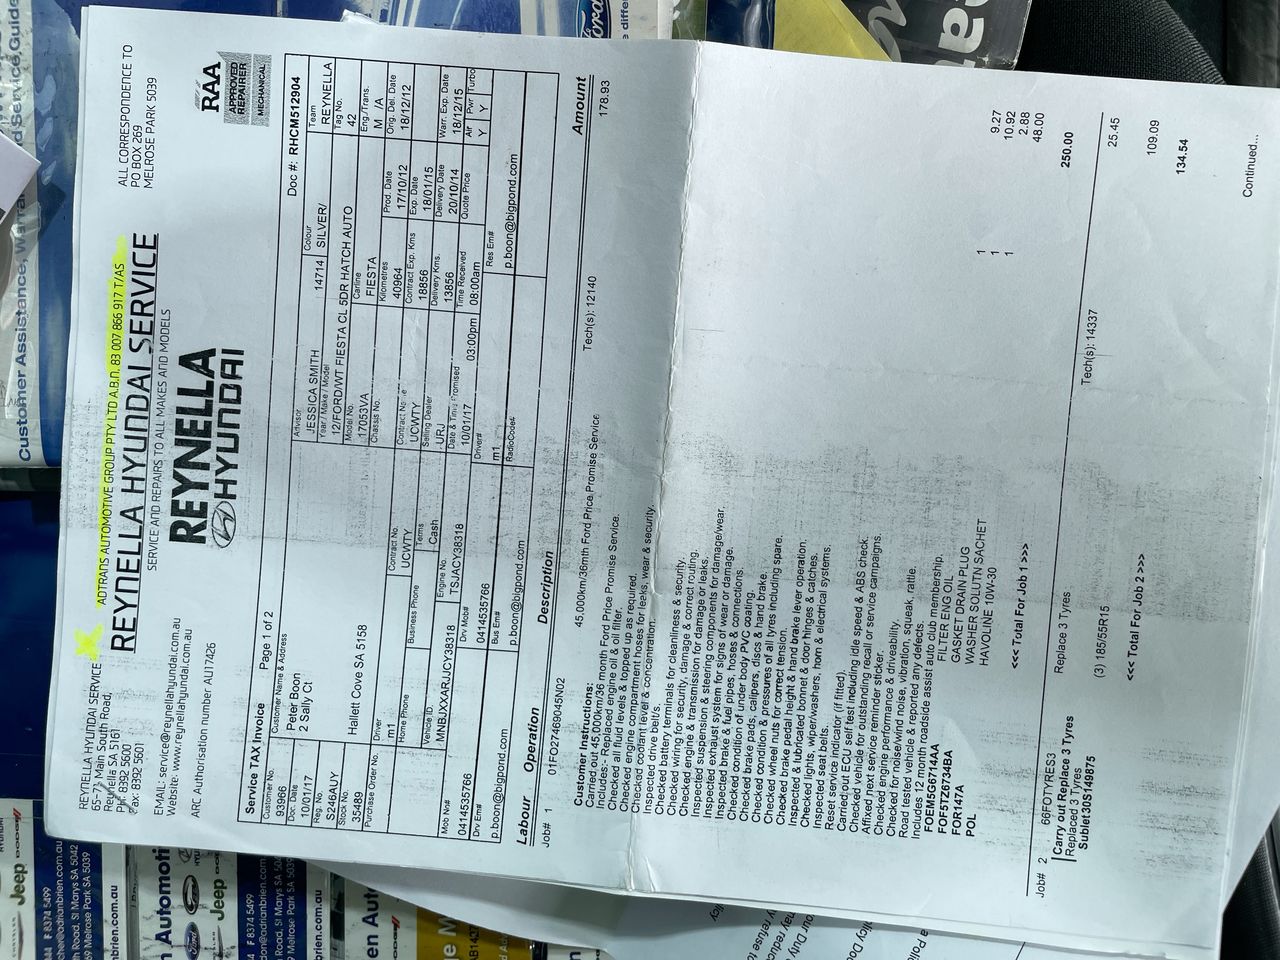 REYNELLA HYUNDAI SERVICE
65-71 Main South Road,
Reynella SA 5161
Ph: 8392 5600
Fax: 8392 5601
EMAIL: service@reynellahyundai.com.au
Website: www.reynellahyundai.com.au
ARC Authorisation number AU17426
ADTRANS AUTOMOTIVE GROUP PTY LTD A.B.N. 83 007 866 917 T/AS
REYNELLA HYUNDAI SERVICE
SERVICE AND REPAIRS TO ALL MAKES AND MODELS
REYNELLA
HYUNDAI
ALL CORRESPONDENCE TO
PO BOX 269
MELROSE PARK 5039
RAA
APPROVED
REPAIRER
MECHANICAL
Service TAX Invoice Page 1 of 2 Doc #: RHCM512904
Customer No. Customer Name & Address Advisor Colour Team
93966 Peter Boon JESSICA SMITH 14714 SILVER/ REYNELLA
Doc. Date 2 Sally Ct Year / Make / Model Tag No.
10/01/17 12/FORD/WT FIESTA CL 5DR HATCH AUTO 42
Reg. No. Model No. Carline Eng./Trans.
S246AUY 17053VA FIESTA M / A
Stock No. Hallett Cove SA 5158 Chassis No. Kilometres Prod. Date Orig. Del. Date
35489 40964 17/10/12 18/12/12
Purchase Order No. Driver Contract No. Contract Name Contract Exp. Kms Exp. Date
m1 UCWTY UCWTY 18856 18/01/15
Home Phone Business Phone Terms Selling Dealer Delivery Kms. Delivery Date Warr. Exp. Date
Cash URJ 13856 20/10/14 18/12/15
Vehicle ID. Engine No. Date & Time Promised Time Received Quote Price Air Pwr Turbo
MNBJXXARJJCY38318 TSJACY38318 10/01/17 03:00pm 08:00am Y Y Y
Mob No# Drv Mob# Driver#
0414535766 0414535766 m1
Drv Em# Bus Em# RadioCode# Res Em#
p.boon@bigpond.com p.boon@bigpond.com p.boon@bigpond.com
Labour Operation Description Amount
Job# 1 01FO27469045N02 45,000km/36mth Ford Price Promise Service Tech(s): 12140 178.93
Customer Instructions:
Carried out 45,000km/36 month Ford Price Promise Service.
Includes:- Replaced engine oil & oil filter.
Checked all fluid levels & topped up as required.
Checked engine compartment hoses for leaks, wear & security.
Checked coolant level & concentration.
Inspected drive belt/s.
Checked battery terminals for cleanliness & security.
Checked wiring for security, damage & correct routing.
Checked engine & transmission for damage or leaks.
Inspected suspension & steering components for damage/wear.
Inspected exhaust system for signs of wear or damage.
Inspected brake & fuel pipes, hoses & connections.
Checked condition of under body PVC coating.
Checked brake pads, calipers, discs & hand brake.
Checked condition & pressures of all tyres including spare.
Checked wheel nuts for correct tension.
Checked brake pedal height & hand brake lever operation.
Inspected & lubricated bonnet & door hinges & catches.
Checked lights, wiper/washers, horn & electrical systems.
Inspected seat belts.
Reset service indicator (if fitted).
Carried out ECU self test including idle speed & ABS check.
Checked vehicle for outstanding recall or service campaigns.
Affixed next service reminder sticker.
Checked engine performance & driveability.
Checked for noise/wind noise, vibration, squeak, rattle.
Road tested vehicle & reported any defects.
Includes 12 month roadside assist auto club membership.
FOEM5G6714AA FILTER ENG OIL 1 9.27
FOF5TZ6734BA GASKET DRAIN PLUG 1 10.92
FOR147A WASHER SOLUTN SACHET 1 2.88
POL HAVOLINE 10W-30 48.00
<<< Total For Job 1 >>> 250.00
Job# 2 66FOTYRES3 Replace 3 Tyres Tech(s): 14337 25.45
Carry out Replace 3 Tyres
Replaced 3 Tyres
Sublet30S149875 (3) 185/55R15 109.09
<<< Total For Job 2 >>> 134.54
Continued...